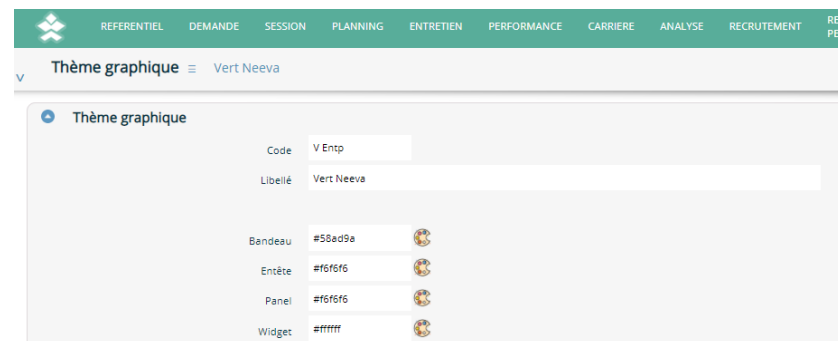 REFERENTIEL DEMANDE SESSION PLANNING ENTRETIEN PERFORMANCE CARRIERE ANALYSE RECRUTEMENT
Thème graphique Vert Neeva
Thème graphique
Code V Entp
Libellé Vert Neeva
Bandeau #58ad9a
Entête #f6f6f6
Panel #f6f6f6
Widget #ffffff